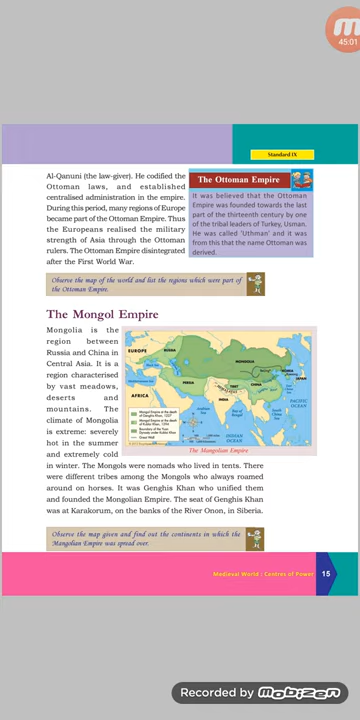 45:01
Standard IX
Al-Qanuni (the law-giver). He codified the
Ottoman laws, and established
centralised administration in the empire.
During this period, many regions of Europe
became part of the Ottoman Empire. Thus
the Europeans realised the military
strength of Asia through the Ottoman
rulers. The Ottoman Empire disintegrated
after the First World War.
The Ottoman Empire
It was believed that the Ottoman
Empire was founded towards the last
part of the thirteenth century by one
of the tribal leaders of Turkey, Usman.
He was called 'Uthman' and it was
from this that the name Ottoman was
derived.
Observe the map of the world and list the regions which were part of
the Ottoman Empire.
The Mongol Empire
Mongolia is the
region between
Russia and China in
Central Asia. It is a
region characterised
by vast meadows,
deserts and
mountains. The
climate of Mongolia
is extreme: severely
hot in the summer
and extremely cold
EUROPE
RUSSIA
MONGOLIA
PERSIA
TIBET
CHINA
JAPAN
AFRICA
INDIA
PACIFIC
OCEAN
INDIAN
OCEAN
The Mongolian Empire
in winter. The Mongols were nomads who lived in tents. There
were different tribes among the Mongols who always roamed
around on horses. It was Genghis Khan who unified them
and founded the Mongolian Empire. The seat of Genghis Khan
was at Karakorum, on the banks of the River Onon, in Siberia.
Observe the map given and find out the continents in which the
Mangolian Empire was spread over.
Medieval World : Centres of Power 15
Recorded by mobizen